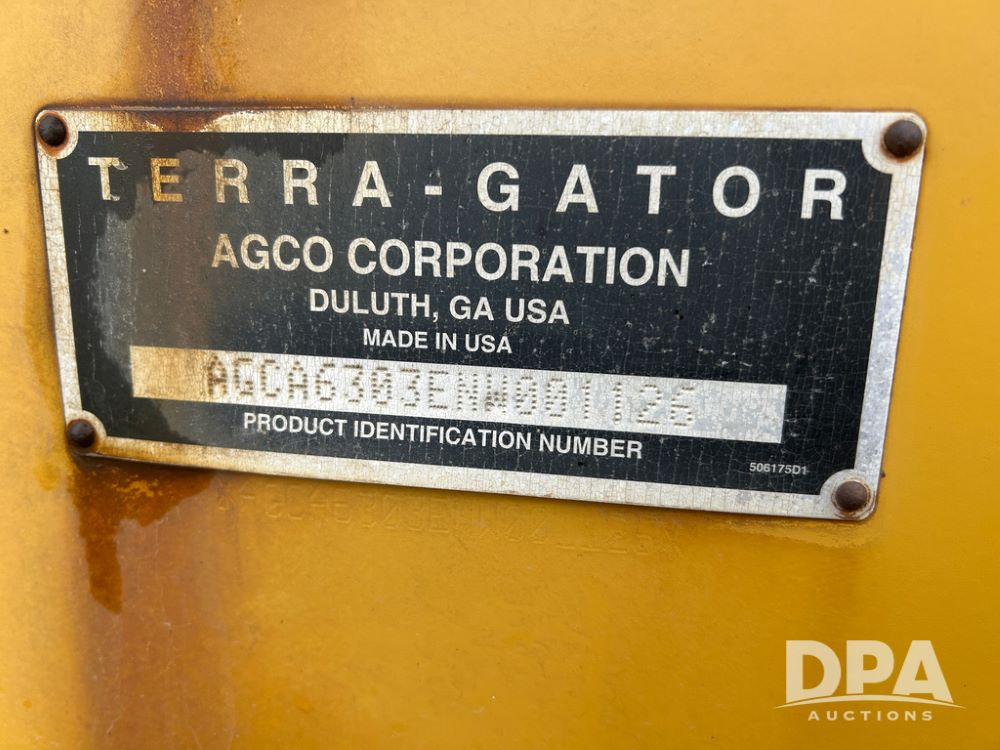 TERRA-GATOR
AGCO CORPORATION
DULUTH, GA USA
MADE IN USA
AGCA6303ENW001126
PRODUCT IDENTIFICATION NUMBER
506175D1
DPA
AUCTIONS